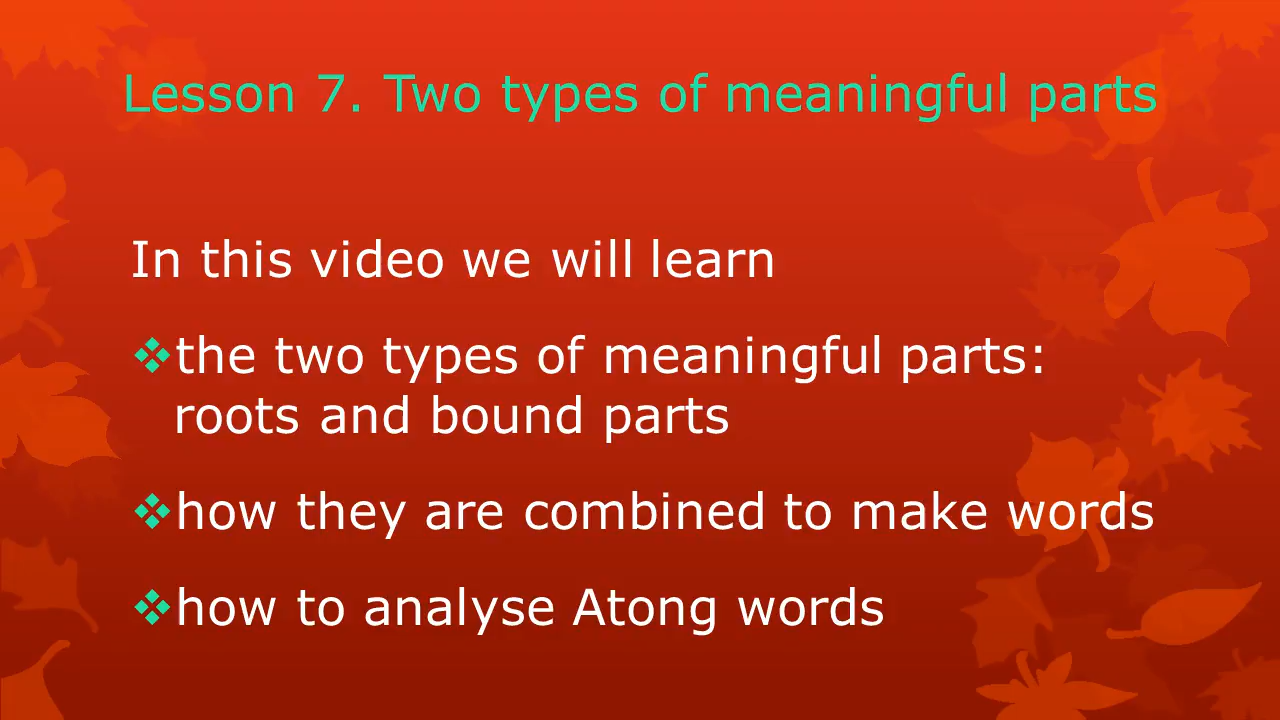 Lesson 7. Two types of meaningful parts
In this video we will learn
❖the two types of meaningful parts:
roots and bound parts
❖how they are combined to make words
❖how to analyse Atong words